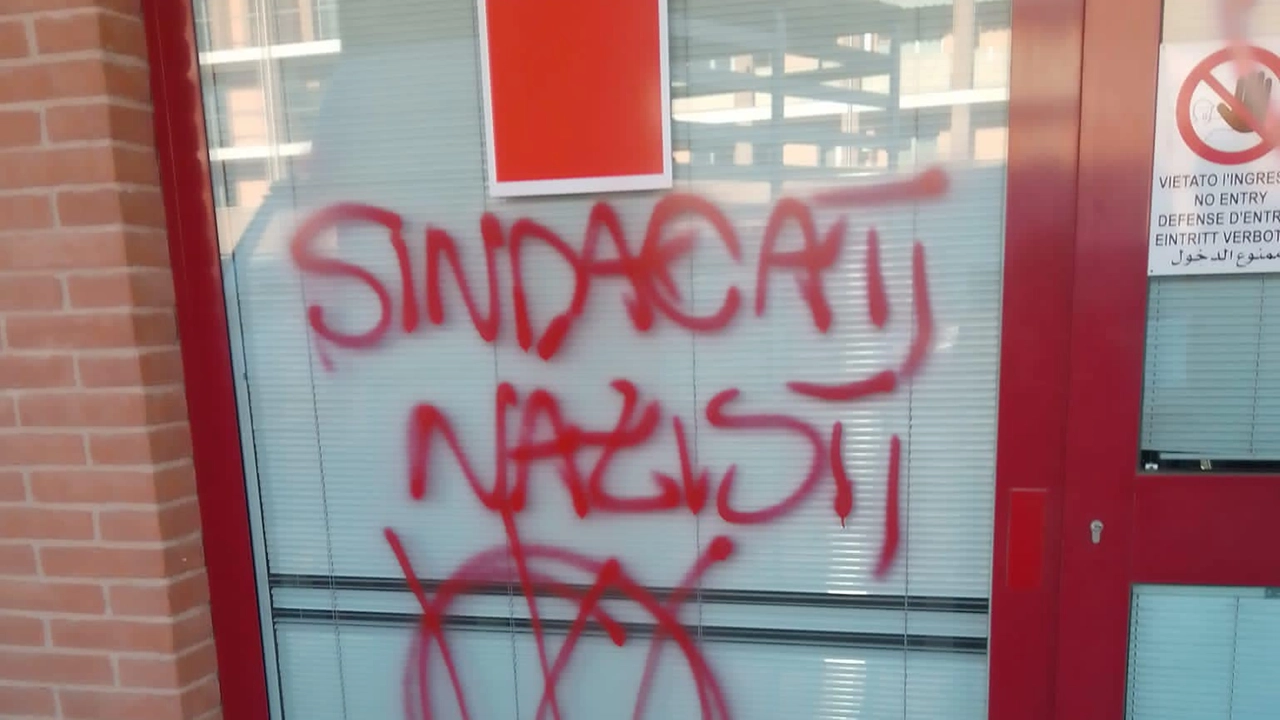 SINDACATI
NAZISTI
VIETATO l'INGRES
NO ENTRY
DEFENSE D'ENTR
EINTRITT VERBOT
ممنوع الدخول